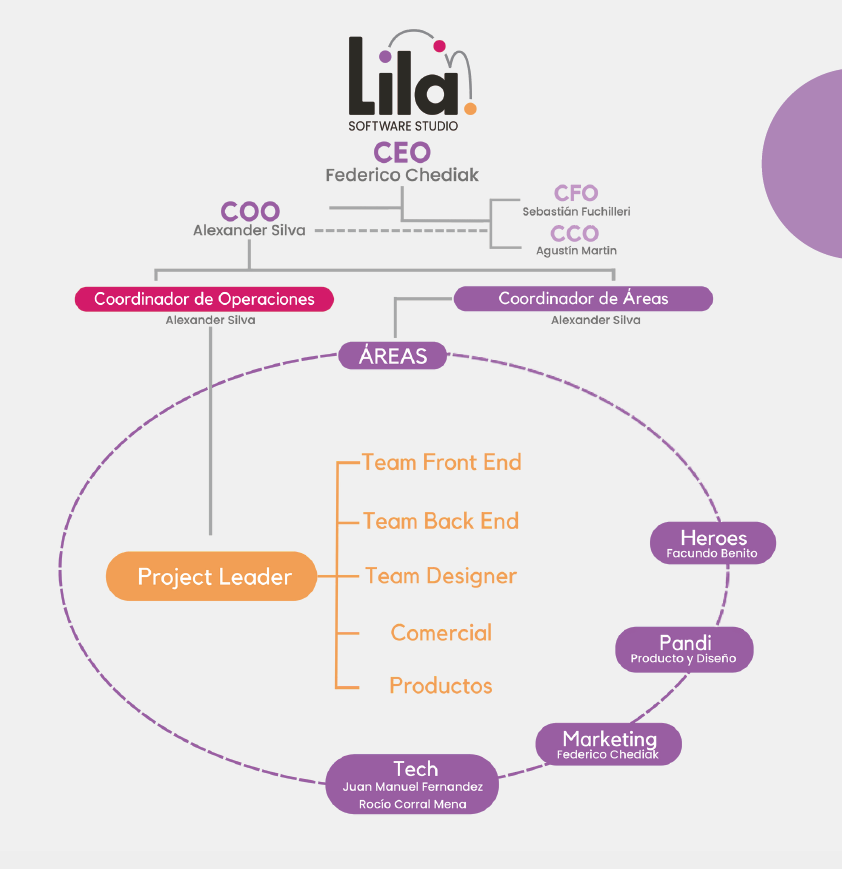 Lila
SOFTWARE STUDIO
CEO
Federico Chediak
COO
Alexander Silva
CFO
Sebastián Fuchilleri
CCO
Agustín Martin
Coordinador de Operaciones
Alexander Silva
Coordinador de Áreas
Alexander Silva
ÁREAS
Team Front End
Team Back End
Project Leader
Team Designer
Comercial
Productos
Heroes
Facundo Benito
Pandi
Producto y Diseño
Marketing
Federico Chediak
Tech
Juan Manuel Fernandez
Rocío Corral Mena